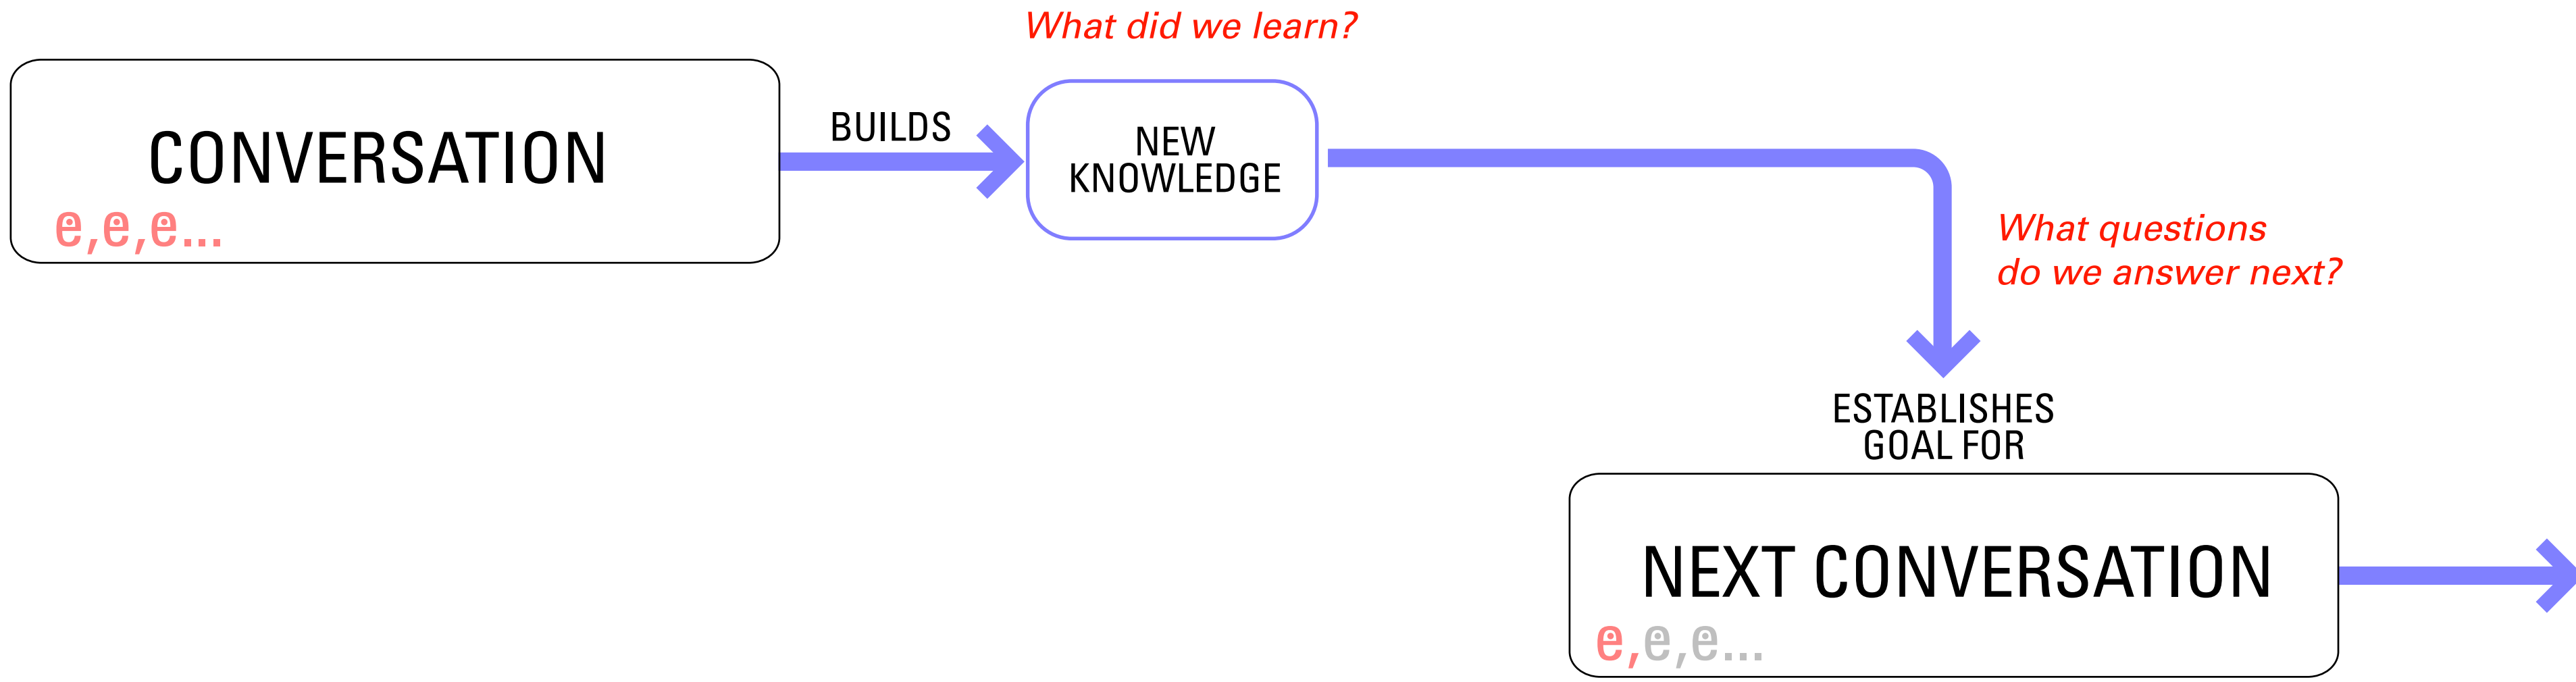 What did we learn?
CONVERSATION
e,e,e...
BUILDS
NEW
KNOWLEDGE
What questions
do we answer next?
ESTABLISHES
GOAL FOR
NEXT CONVERSATION
e,e,e...